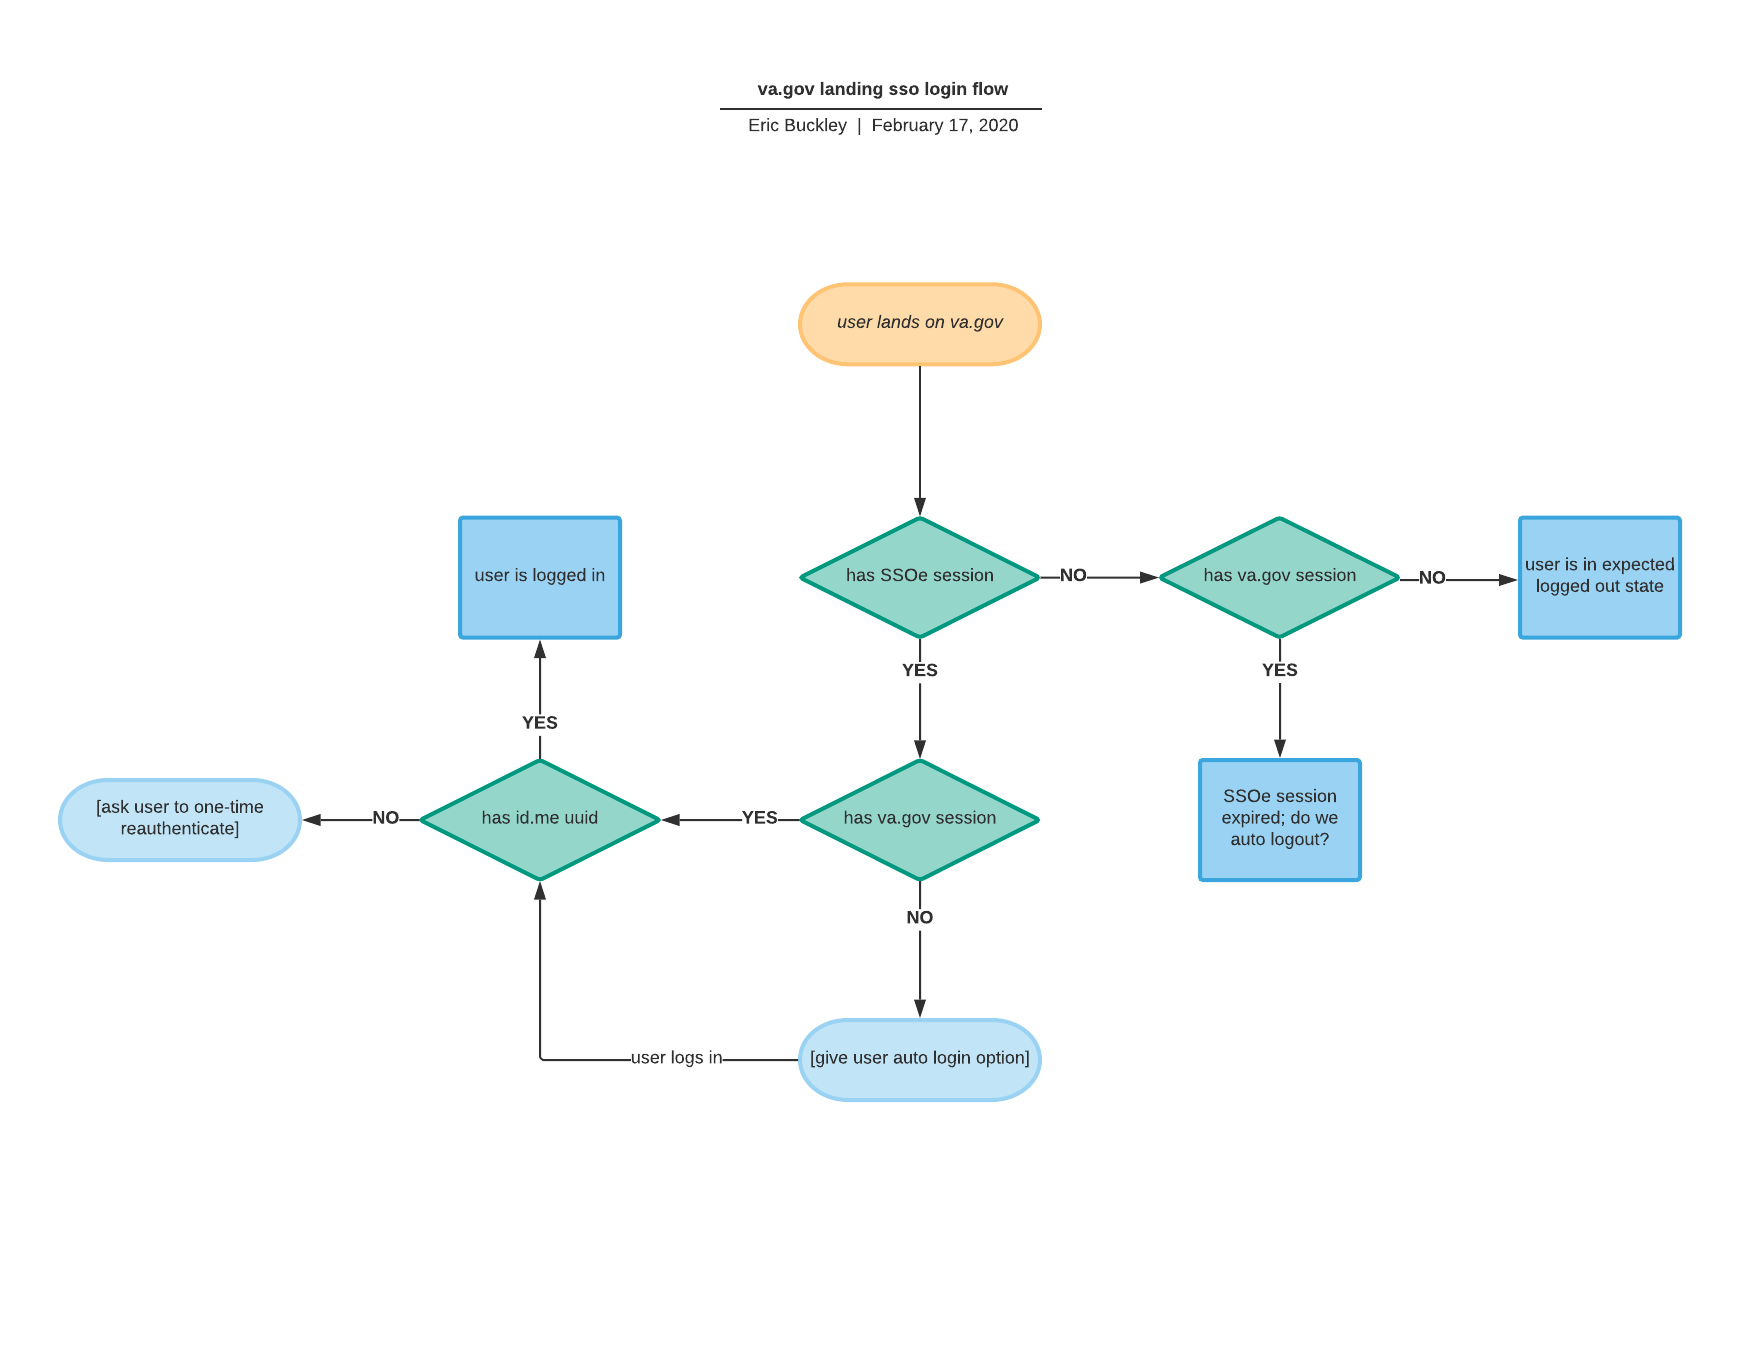 va.gov landing sso login flow
Eric Buckley | February 17, 2020
user lands on va.gov
user is logged in
has SSOe session
NO
has va.gov session
NO
user is in expected
logged out state
YES
YES
YES
[ask user to one-time
reauthenticate]
NO
has id.me uuid
YES
has va.gov session
SSOe session
expired; do we
auto logout?
NO
user logs in
[give user auto login option]